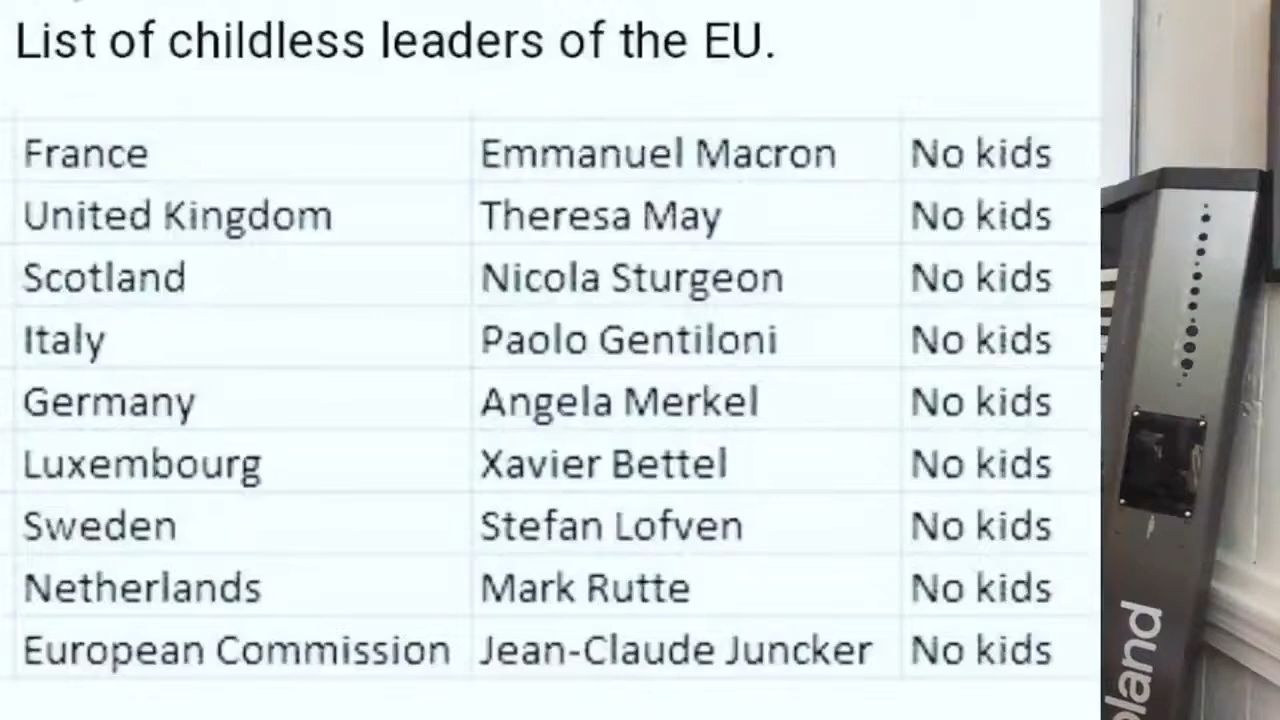 List of childless leaders of the EU.
France Emmanuel Macron No kids
United Kingdom Theresa May No kids
Scotland Nicola Sturgeon No kids
Italy Paolo Gentiloni No kids
Germany Angela Merkel No kids
Luxembourg Xavier Bettel No kids
Sweden Stefan Lofven No kids
Netherlands Mark Rutte No kids
European Commission Jean-Claude Juncker No kids